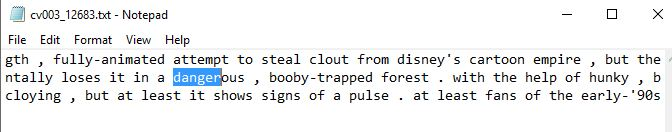 cv003_12683.txt - Notepad
File Edit Format View Help
gth , fully-animated attempt to steal clout from disney's cartoon empire , but the
ntally loses it in a dangerous , booby-trapped forest . with the help of hunky , b
cloying , but at least it shows signs of a pulse . at least fans of the early-'90s